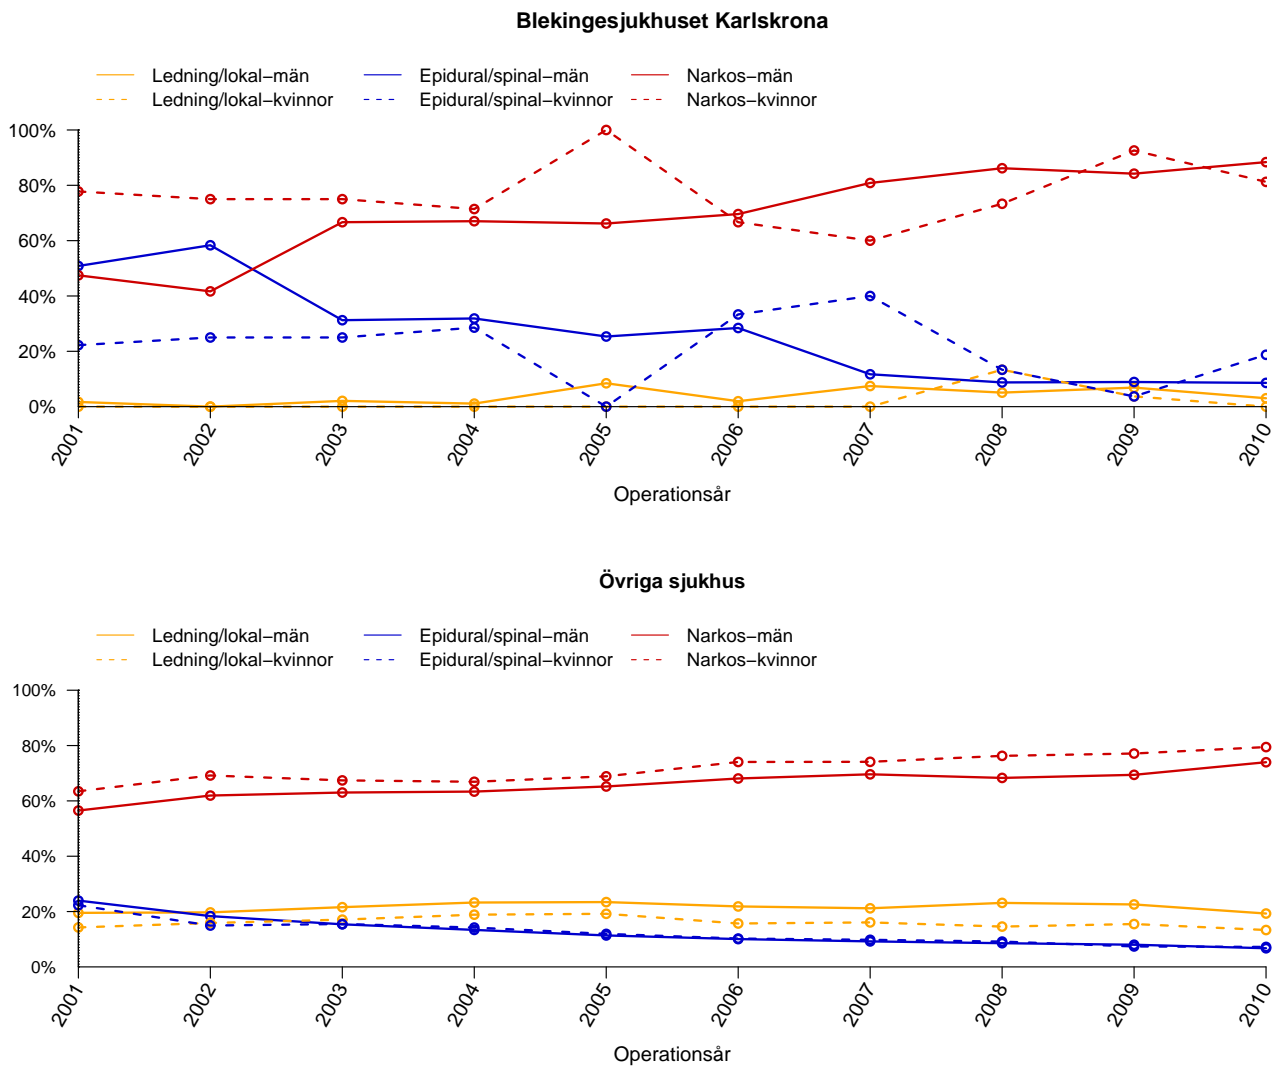 Blekingesjukhuset Karlskrona
Ledning/lokal−män Epidural/spinal−män Narkos−män
Ledning/lokal−kvinnor Epidural/spinal−kvinnor Narkos−kvinnor
100%
80%
60%
40%
20%
0%
2001 2002 2003 2004 2005 2006 2007 2008 2009 2010
Operationsår
Övriga sjukhus
Ledning/lokal−män Epidural/spinal−män Narkos−män
Ledning/lokal−kvinnor Epidural/spinal−kvinnor Narkos−kvinnor
100%
80%
60%
40%
20%
0%
2001 2002 2003 2004 2005 2006 2007 2008 2009 2010
Operationsår